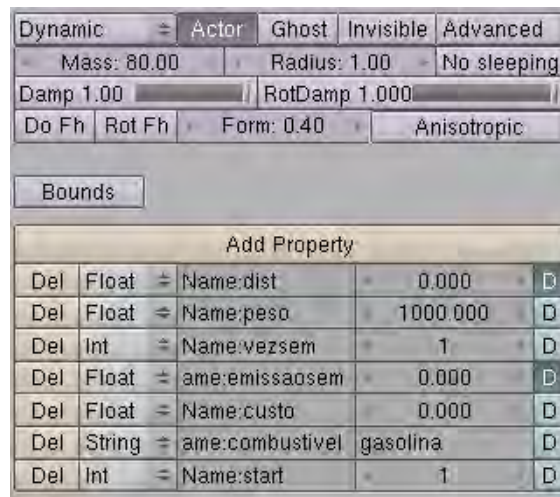 Dynamic Actor Ghost Invisible Advanced
Mass: 80.00 Radius: 1.00 No sleeping
Damp 1.00 RotDamp 1.000
Do Fh Rot Fh Form: 0.40 Anisotropic
Bounds
Add Property
Del Float Name:dist 0.000 D
Del Float Name:peso 1000.000 D
Del Int Name:vezsem 1 D
Del Float ame:emissaosem 0.000 D
Del Float Name:custo 0.000 D
Del String ame:combustivel gasolina D
Del Int Name:start 1 D